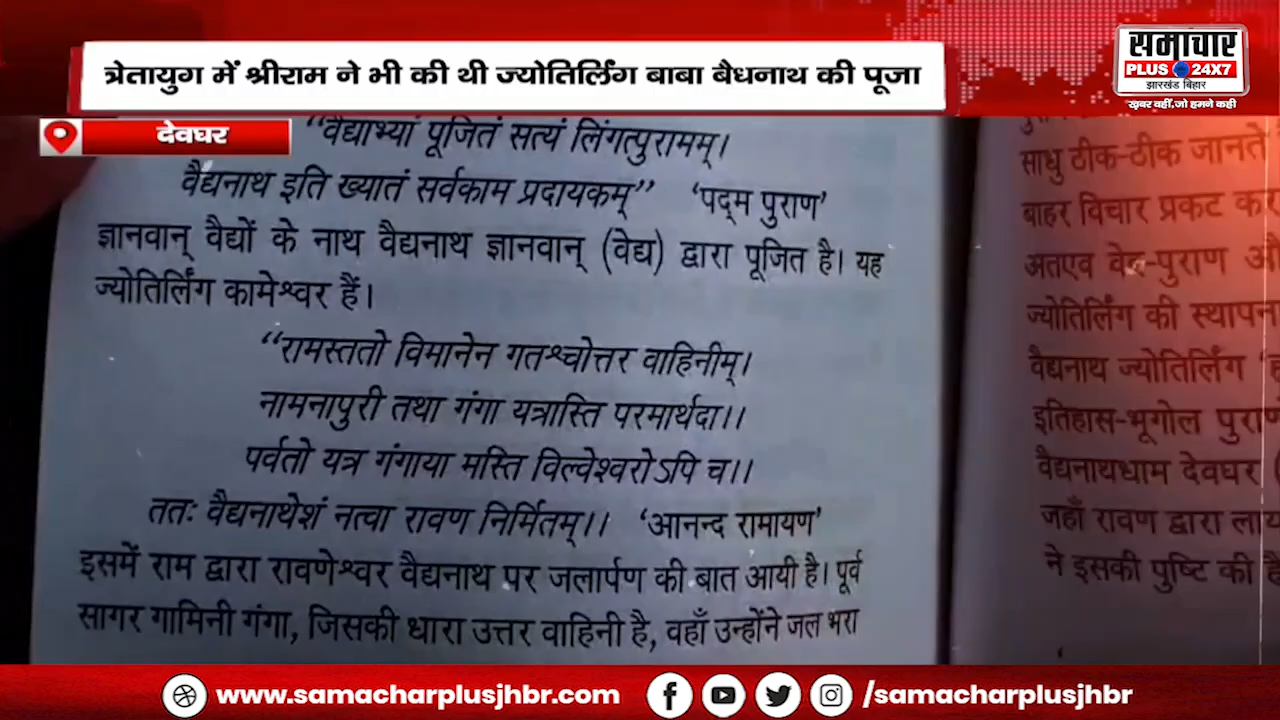 त्रेतायुग में श्रीराम ने भी की थी ज्योतिर्लिंग बाबा बैधनाथ की पूजा
समाचार
PLUS 24X7
झारखंड बिहार
ख़बर वहीं, जो हमने कही
देवघर
“वैद्याभ्यां पूजितं सत्यं लिंगत्पुरामम्।
वैद्यनाथ इति ख्यातं सर्वकाम प्रदायकम्” ‘पद्म पुराण’
ज्ञानवान् वैद्यों के नाथ वैद्यनाथ ज्ञानवान् (वेद्य) द्वारा पूजित है। यह
ज्योतिर्लिंग कामेश्वर हैं।
“रामस्ततो विमानेन गतश्चोत्तर वाहिनीम्।
नामनापुरी तथा गंगा यत्रास्ति परमार्थदा।।
पर्वतो यत्र गंगाया मस्ति विल्वेश्वरोऽपि च।।
ततः वैद्यनाथेशं नत्वा रावण निर्मितम्।। ‘आनन्द रामायण’
इसमें राम द्वारा रावणेश्वर वैद्यनाथ पर जलार्पण की बात आयी है। पूर्व
सागर गामिनी गंगा, जिसकी धारा उत्तर वाहिनी है, वहाँ उन्होंने जल भरा
साधु ठीक-ठीक जानते
बाहर विचार प्रकट कर
अतएव वेद-पुराण औ
ज्योतिर्लिंग की स्थापन
वैद्यनाथ ज्योतिर्लिंग
इतिहास-भूगोल पुरा
वैद्यनाथधाम देवघर
जहाँ रावण द्वारा लाय
ने इसकी पुष्टि की है
www.samacharplusjhbr.com
/samacharplusjhbr